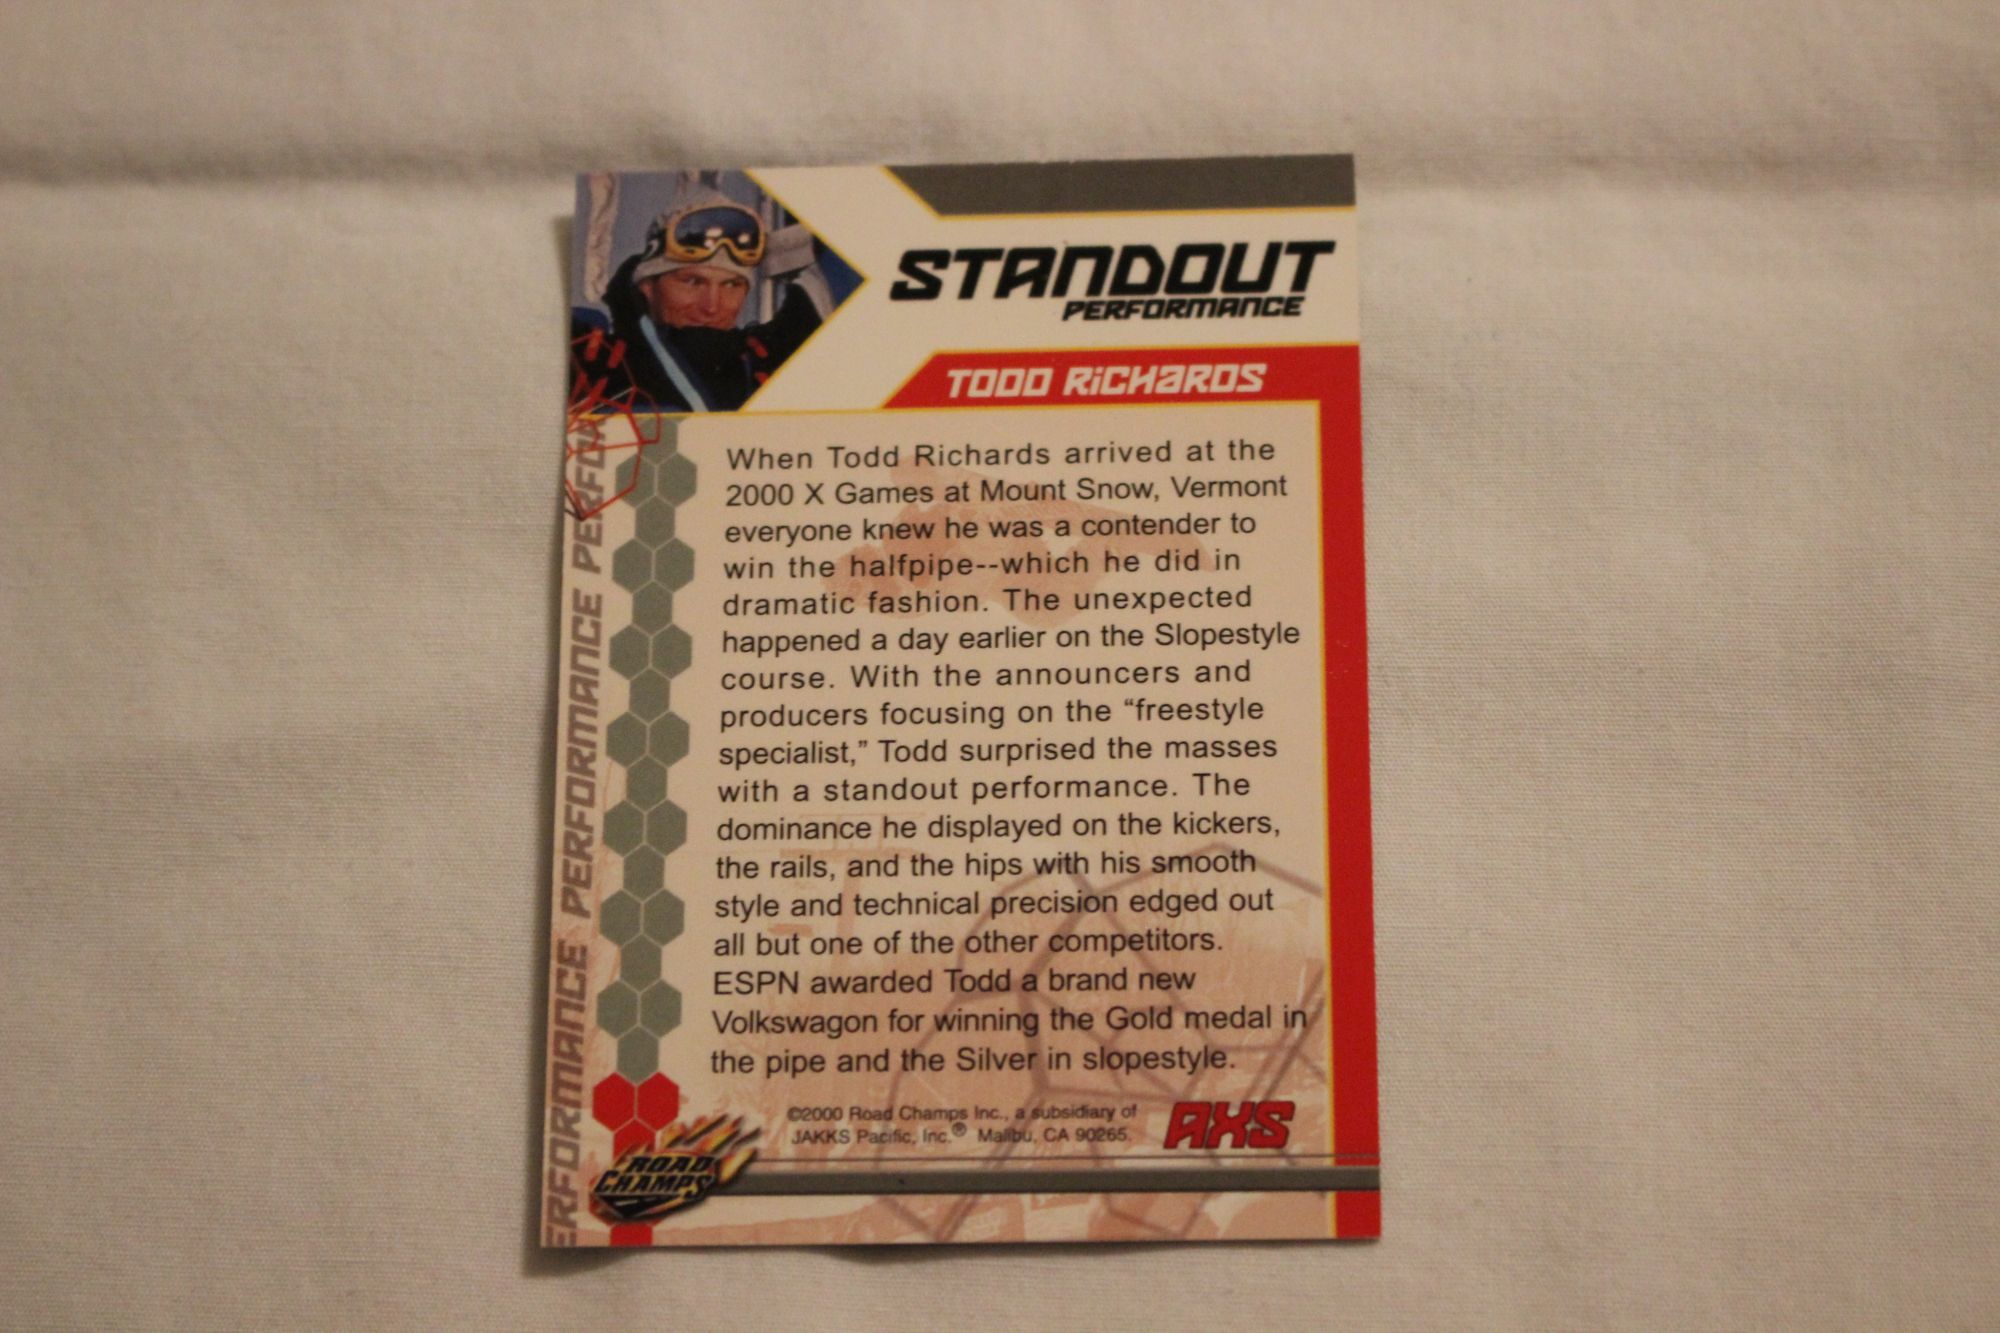 STANDOUT
PERFORMANCE
TODD RiCHARDS
When Todd Richards arrived at the
2000 X Games at Mount Snow, Vermont
everyone knew he was a contender to
win the halfpipe--which he did in
dramatic fashion. The unexpected
happened a day earlier on the Slopestyle
course. With the announcers and
producers focusing on the “freestyle
specialist,” Todd surprised the masses
with a standout performance. The
dominance he displayed on the kickers,
the rails, and the hips with his smooth
style and technical precision edged out
all but one of the other competitors.
ESPN awarded Todd a brand new
Volkswagon for winning the Gold medal in
the pipe and the Silver in slopestyle.
©2000 Road Champs Inc., a subsidiary of
JAKKS Pacific, Inc.® Malibu, CA 90265.
AXS
ROAD
CHAMPS
ERFORMANCE PERFORMANCE PERFORMANCE PERFOR